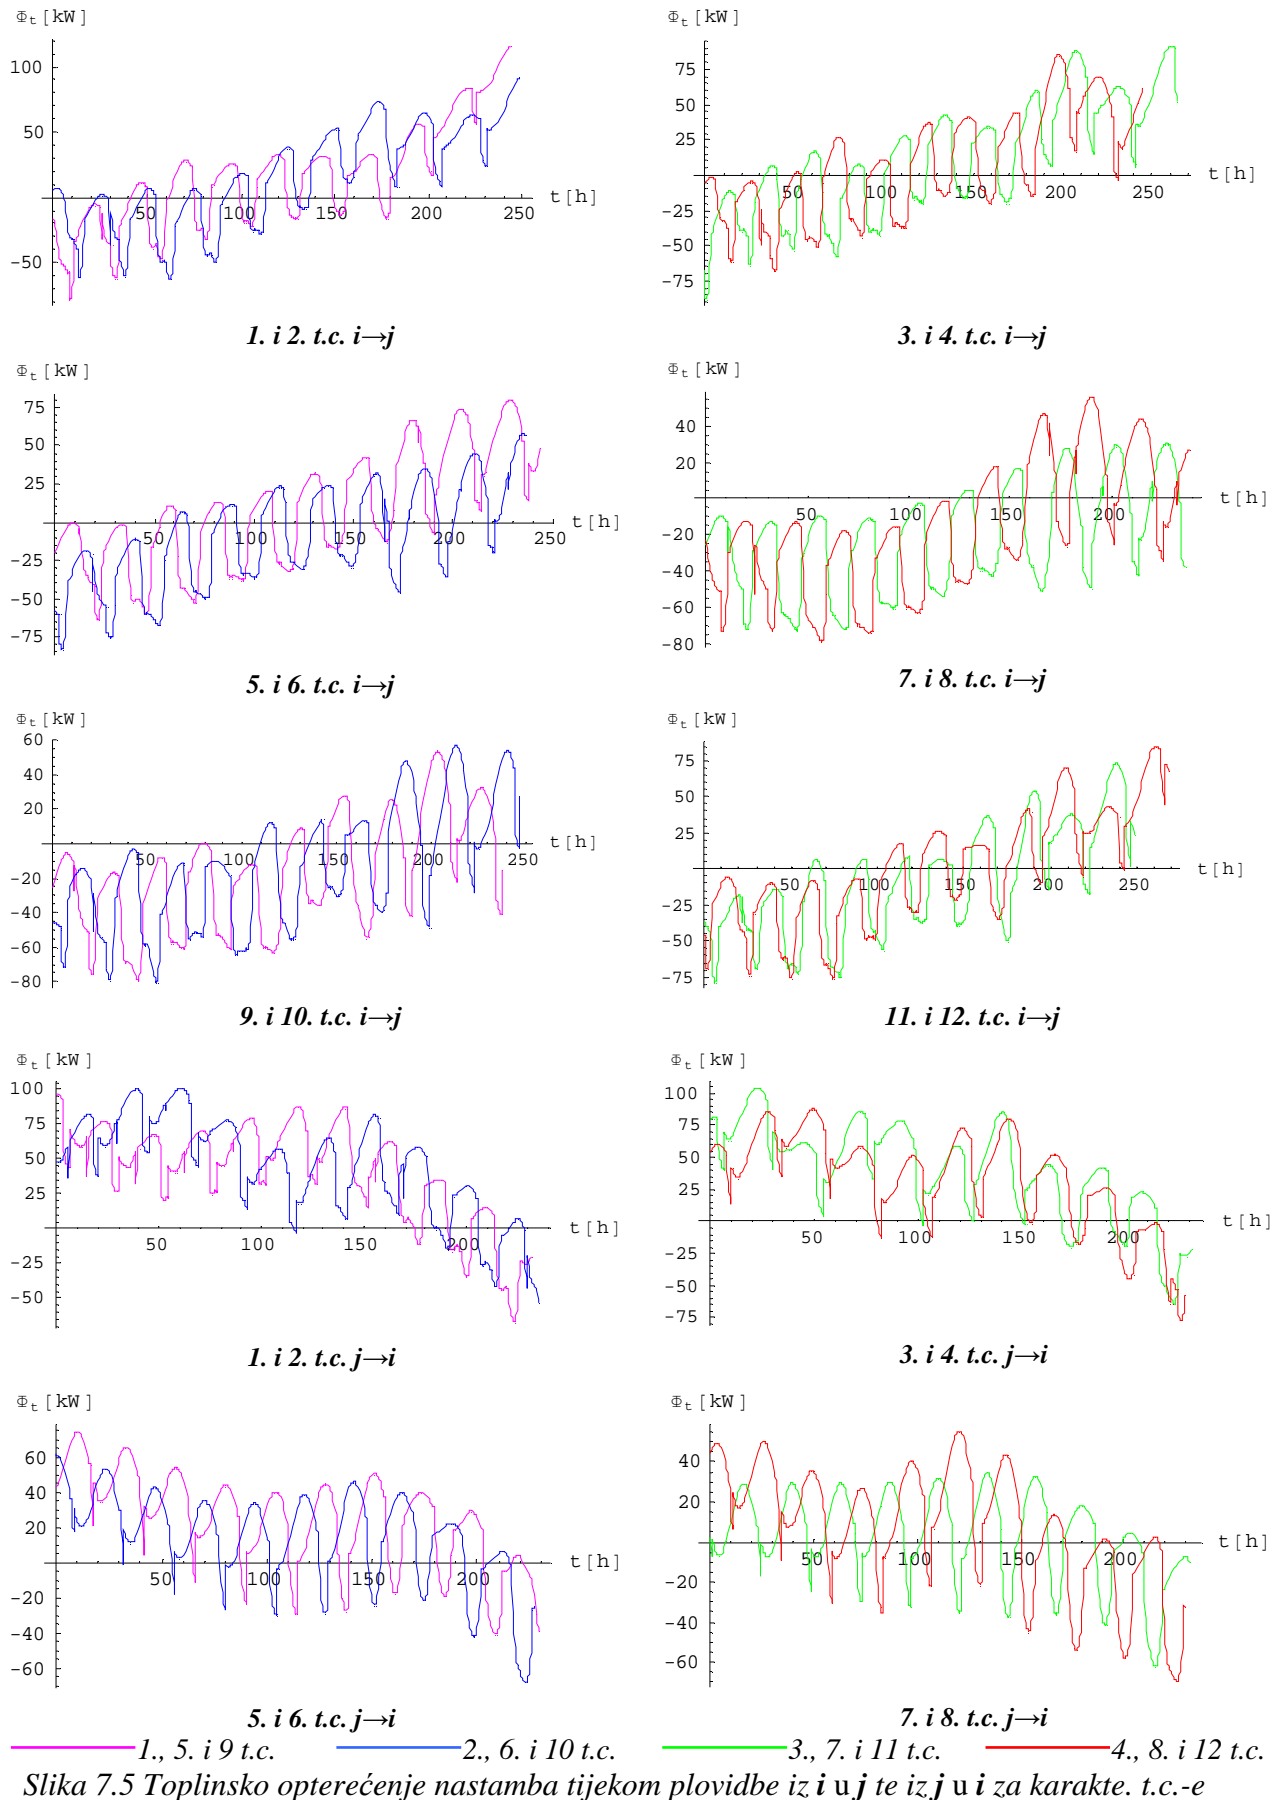 Φt [kW]
100
50
-50
50 100 150 200 250
t[h]
1. i 2. t.c. i→j
Φt [kW]
75
50
25
-25
-50
-75
50 100 150 200 250
t[h]
3. i 4. t.c. i→j
Φt [kW]
75
50
25
-25
-50
-75
50 100 150 200 250
t[h]
5. i 6. t.c. i→j
Φt [kW]
40
20
-20
-40
-60
-80
50 100 150 200
t[h]
7. i 8. t.c. i→j
Φt [kW]
60
40
20
-20
-40
-60
-80
50 100 150 200 250
t[h]
9. i 10. t.c. i→j
Φt [kW]
75
50
25
-25
-50
-75
50 100 150 200 250
t[h]
11. i 12. t.c. i→j
Φt [kW]
100
75
50
25
-25
-50
50 100 150 200
t[h]
1. i 2. t.c. j→i
Φt [kW]
100
75
50
25
-25
-50
-75
50 100 150 200
t[h]
3. i 4. t.c. j→i
Φt [kW]
60
40
20
-20
-40
-60
50 100 150 200
t[h]
5. i 6. t.c. j→i
Φt [kW]
40
20
-20
-40
-60
50 100 150 200
t[h]
7. i 8. t.c. j→i
1., 5. i 9 t.c. 2., 6. i 10 t.c. 3., 7. i 11 t.c. 4., 8. i 12 t.c.
Slika 7.5 Toplinsko opterećenje nastamba tijekom plovidbe iz i u j te iz j u i za karakte. t.c.-e